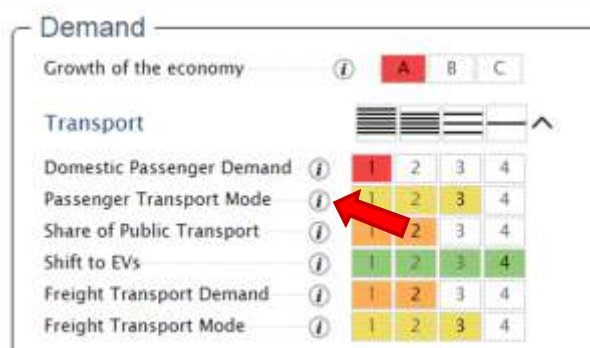 Demand
Growth of the economy i A B C
Transport
Domestic Passenger Demand i 1 2 3 4
Passenger Transport Mode i 1 2 3 4
Share of Public Transport i 1 2 3 4
Shift to EVs i 1 2 3 4
Freight Transport Demand i 1 2 3 4
Freight Transport Mode i 1 2 3 4